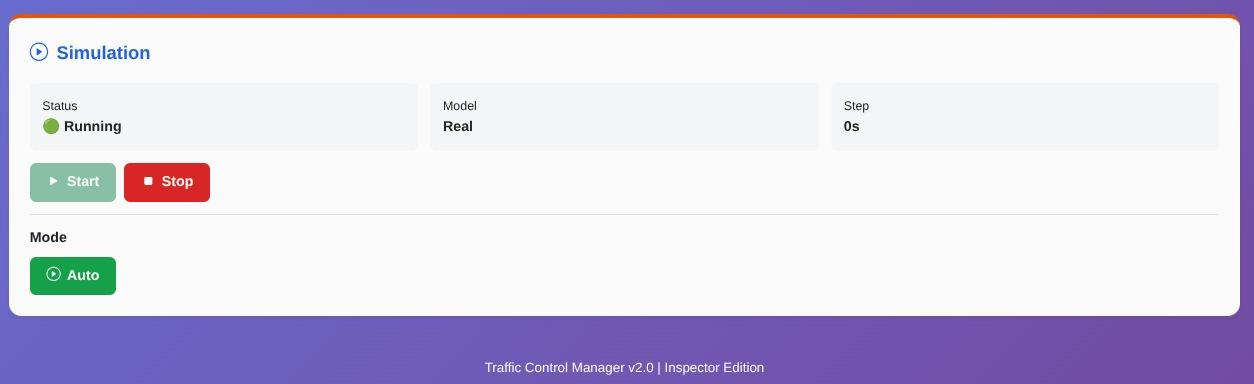 Simulation
Status
Running
Model
Real
Step
0s
Start
Stop
Mode
Auto
Traffic Control Manager v2.0 | Inspector Edition